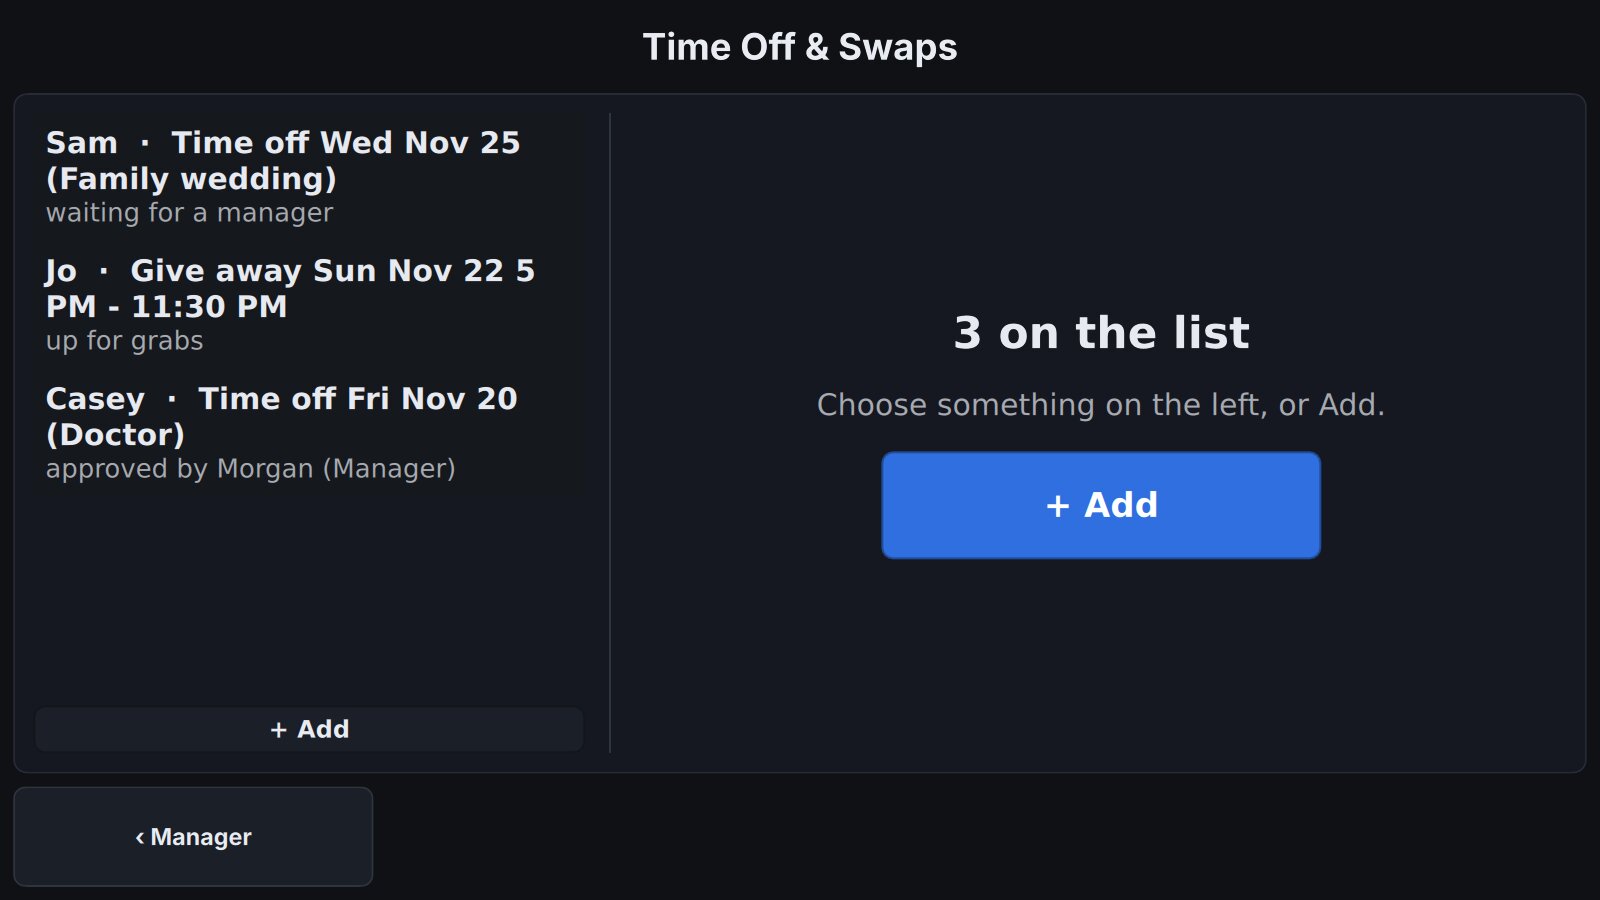 Time Off & Swaps
Sam · Time off Wed Nov 25
(Family wedding)
waiting for a manager
Jo · Give away Sun Nov 22 5
PM - 11:30 PM
up for grabs
Casey · Time off Fri Nov 20
(Doctor)
approved by Morgan (Manager)
+ Add
3 on the list
Choose something on the left, or Add.
+ Add
‹ Manager